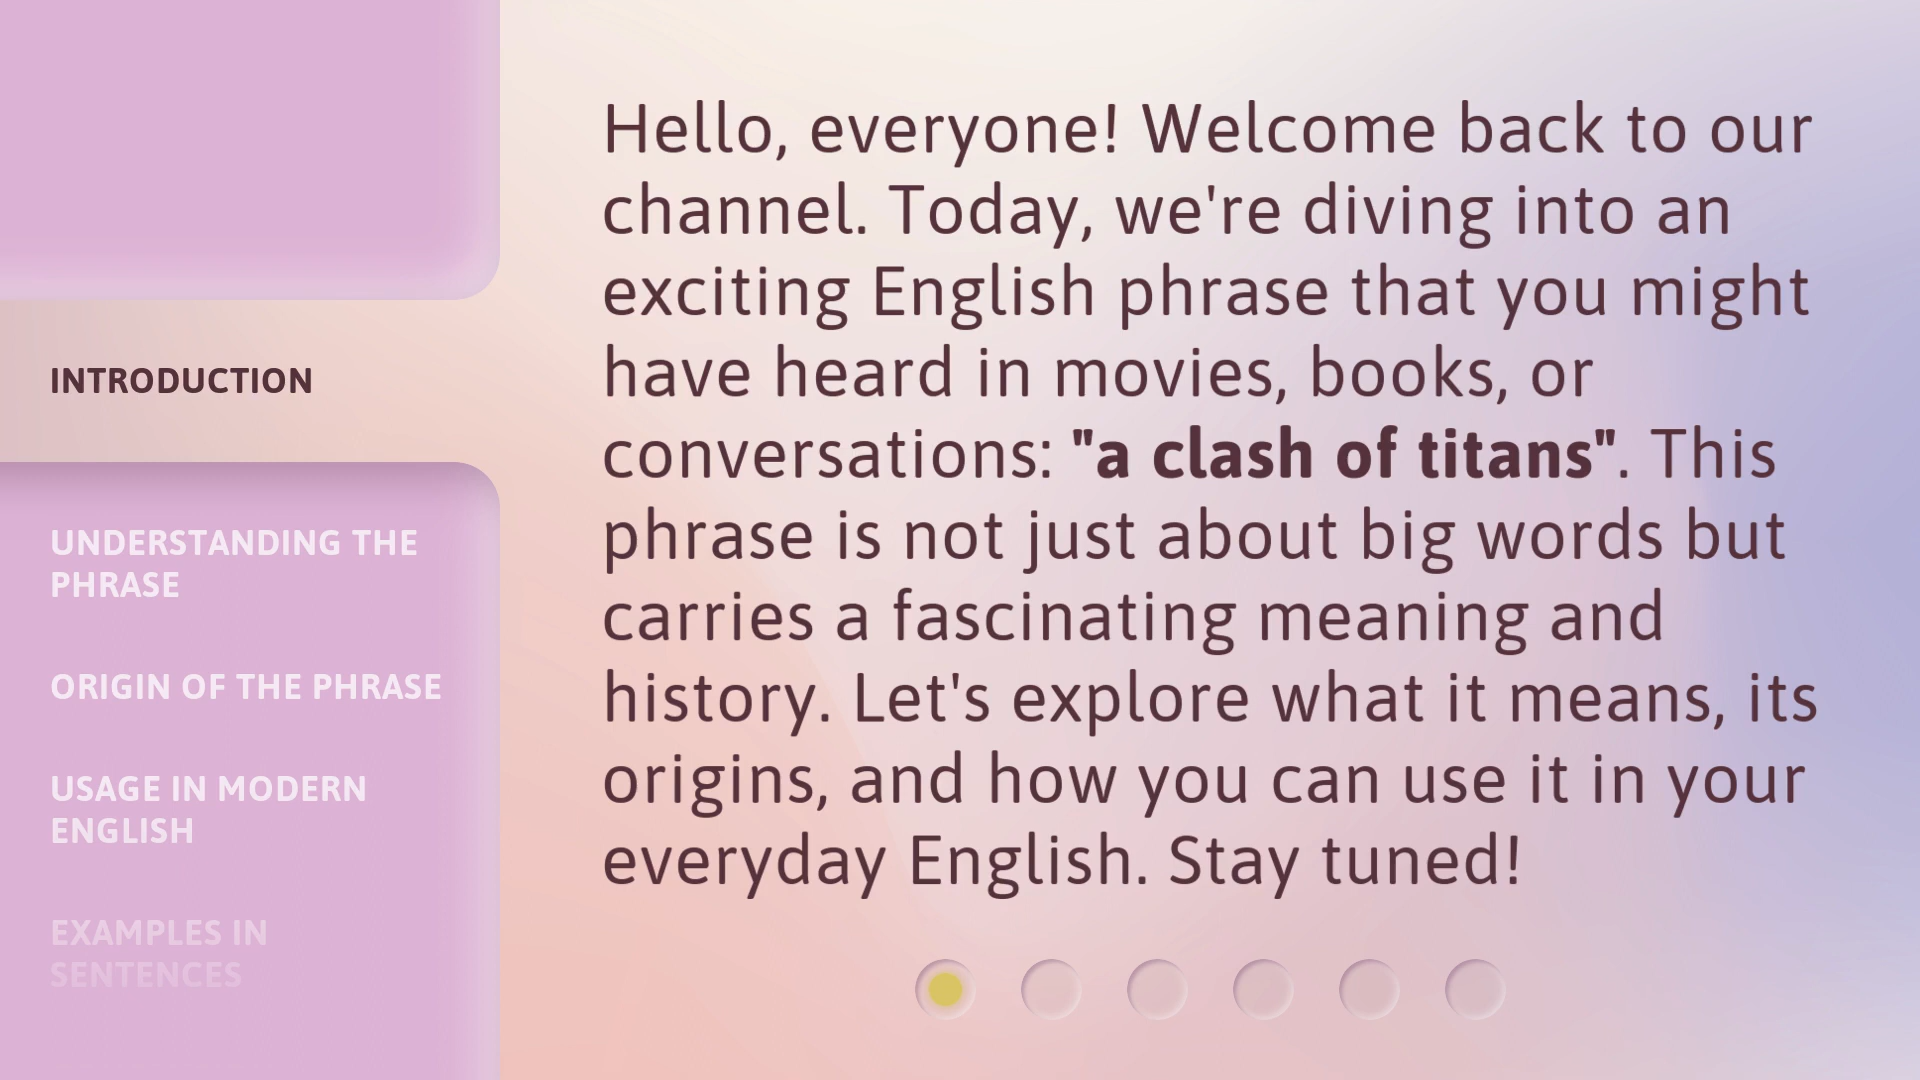 INTRODUCTION
UNDERSTANDING THE
PHRASE
ORIGIN OF THE PHRASE
USAGE IN MODERN
ENGLISH
EXAMPLES IN
SENTENCES
Hello, everyone! Welcome back to our
channel. Today, we're diving into an
exciting English phrase that you might
have heard in movies, books, or
conversations: "a clash of titans". This
phrase is not just about big words but
carries a fascinating meaning and
history. Let's explore what it means, its
origins, and how you can use it in your
everyday English. Stay tuned!